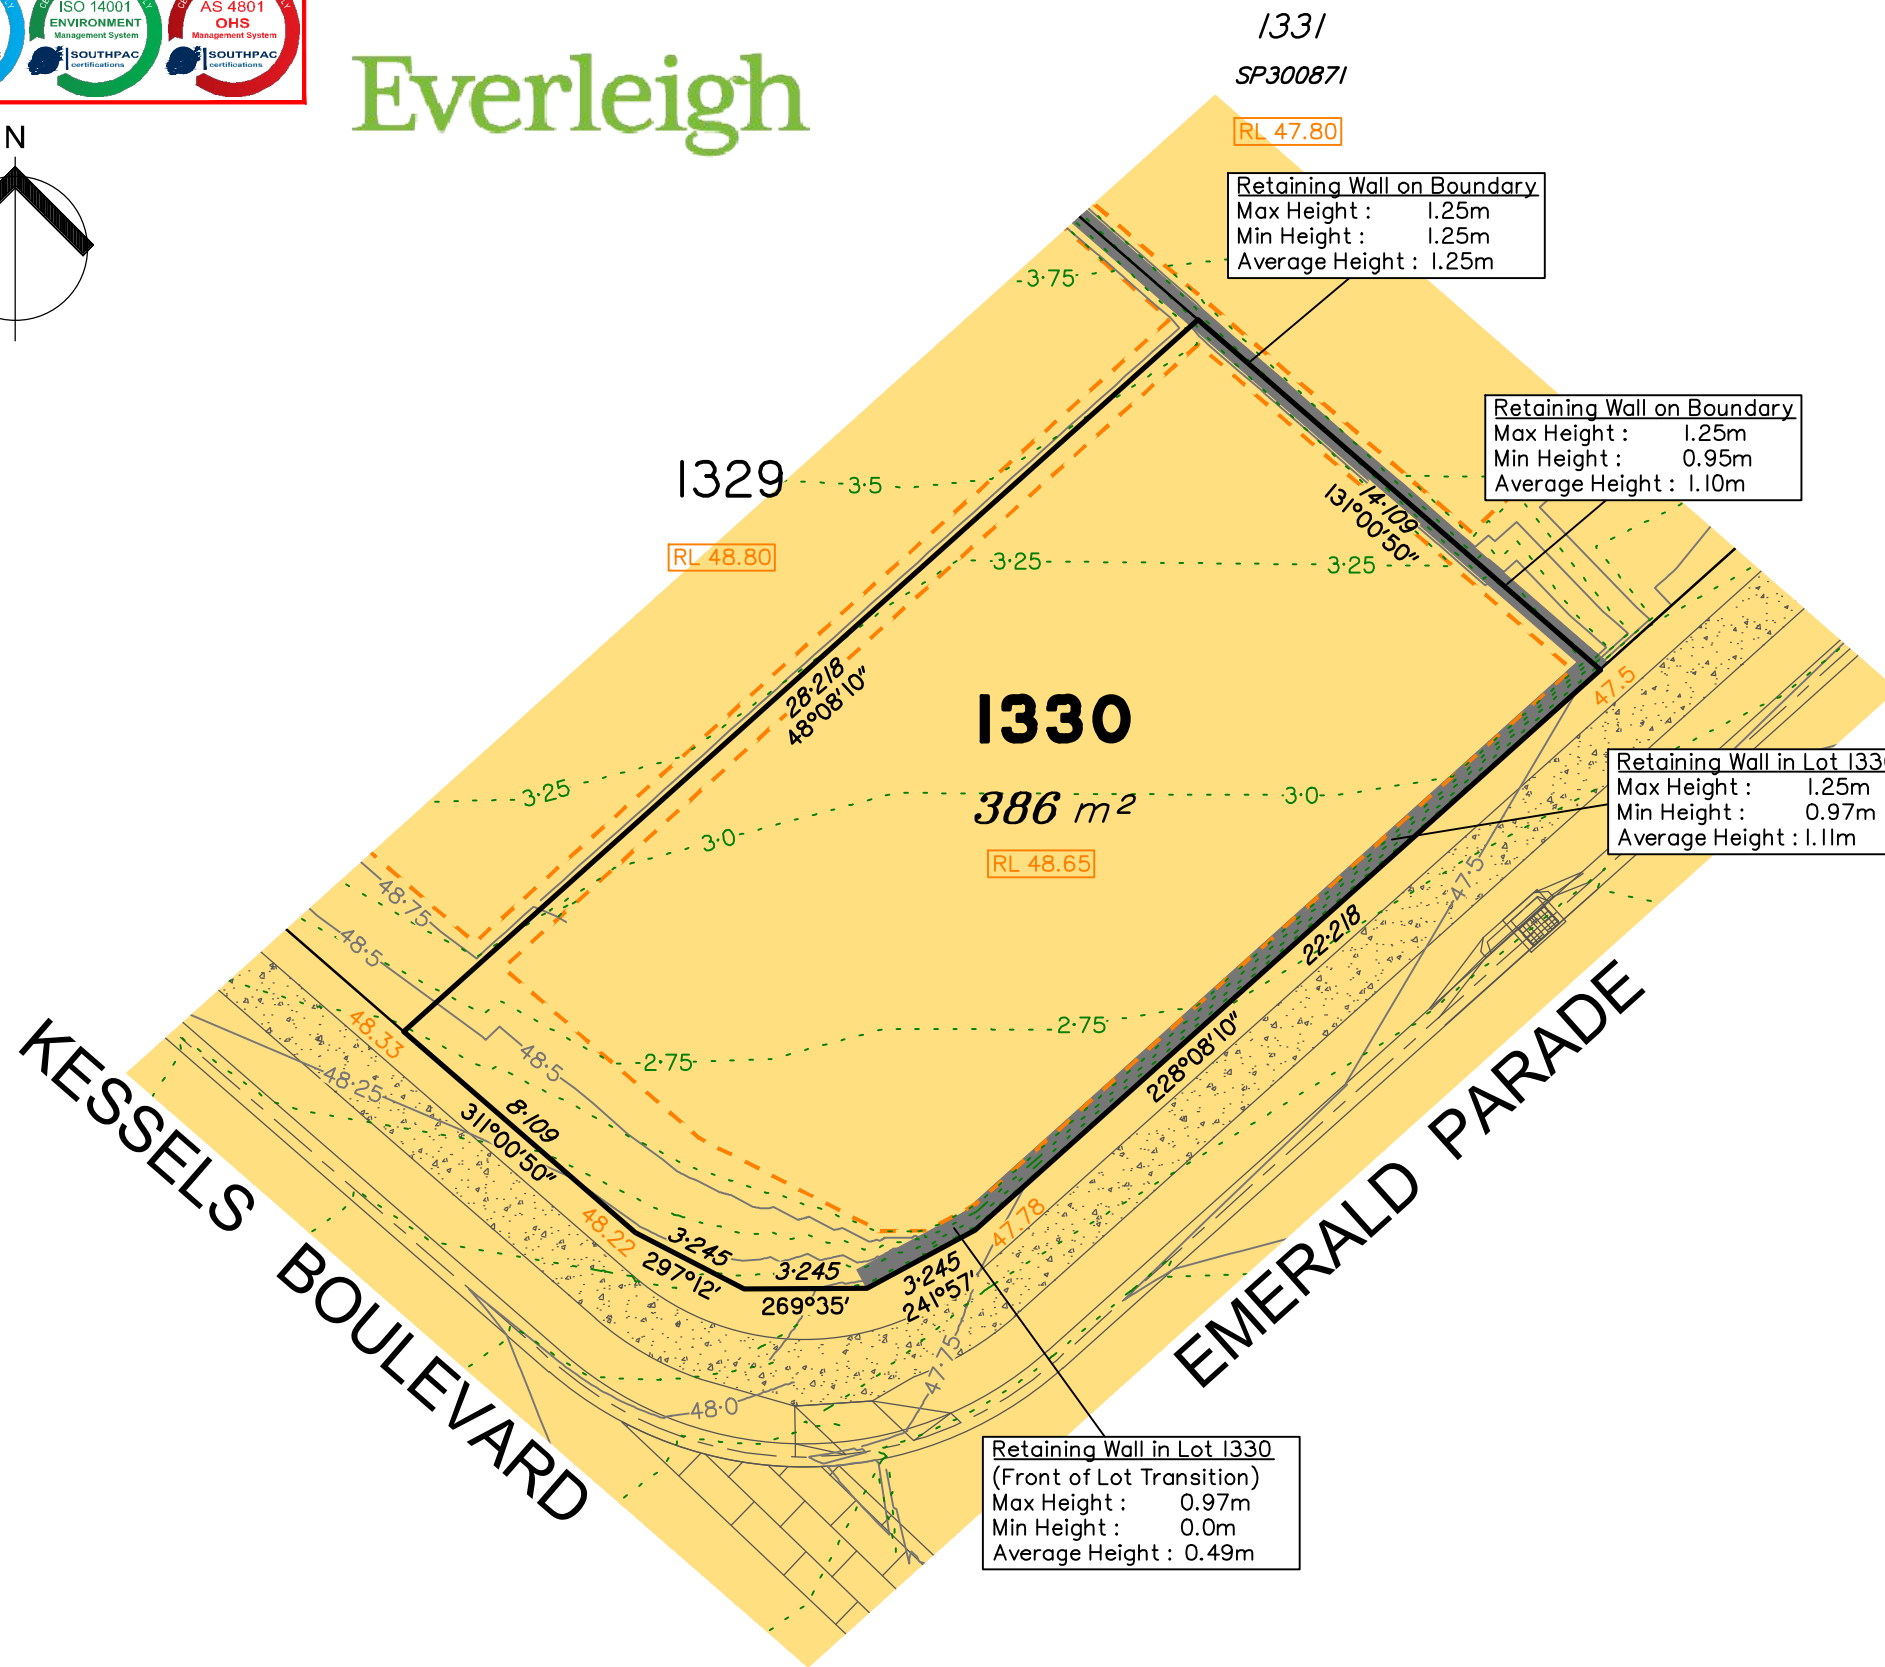 ISO 14001
ENVIRONMENT
Management System
SOUTHPAC
certifications
AS 4801
OHS
Management System
SOUTHPAC
certifications
Everleigh
N
1331
SP300871
RL 47.80
Retaining Wall on Boundary
Max Height : 1.25m
Min Height : 1.25m
Average Height : 1.25m
3·75
Retaining Wall on Boundary
Max Height : 1.25m
Min Height : 0.95m
Average Height : 1.10m
1329
3·5
RL 48.80
14·109
131°00'50"
3·25
3·25
28·218
48°08'10"
1330
386 m²
RL 48.65
47.5
3·25
3·0
3·0
Retaining Wall in Lot 133
Max Height : 1.25m
Min Height : 0.97m
Average Height : 1.11m
48·75
48·5
47·5
22·218
228°08'10"
48.33
48·5
48·25
2·75
2·75
8·109
311°00'50"
48.22
3·245
297°12'
3·245
269°35'
3·245
241°57'
47.78
47·75
48·0
KESSELS BOULEVARD
EMERALD PARADE
Retaining Wall in Lot 1330
(Front of Lot Transition)
Max Height : 0.97m
Min Height : 0.0m
Average Height : 0.49m